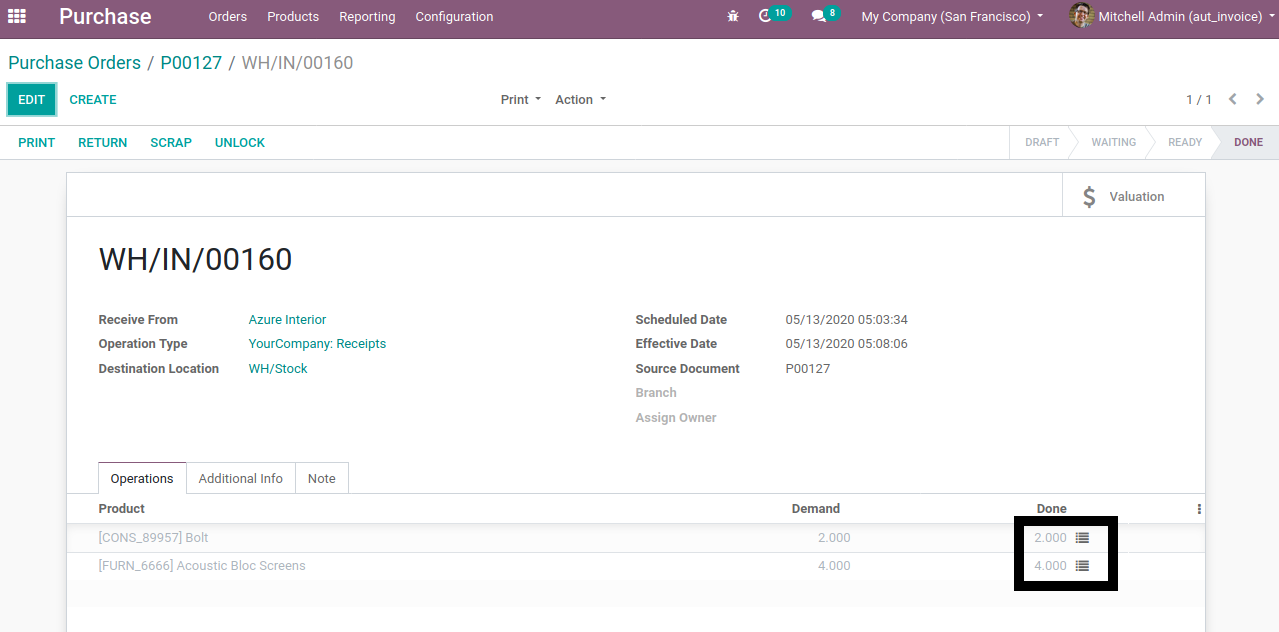 Purchase Orders Products Reporting Configuration 10 8 My Company (San Francisco) Mitchell Admin (aut_invoice)
Purchase Orders / P00127 / WH/IN/00160
EDIT CREATE Print Action 1 / 1
PRINT RETURN SCRAP UNLOCK DRAFT WAITING READY DONE
$ Valuation
WH/IN/00160
Receive From Azure Interior Scheduled Date 05/13/2020 05:03:34
Operation Type YourCompany: Receipts Effective Date 05/13/2020 05:08:06
Destination Location WH/Stock Source Document P00127
Branch
Assign Owner
Operations Additional Info Note
Product Demand Done
[CONS_89957] Bolt 2.000 2.000
[FURN_6666] Acoustic Bloc Screens 4.000 4.000